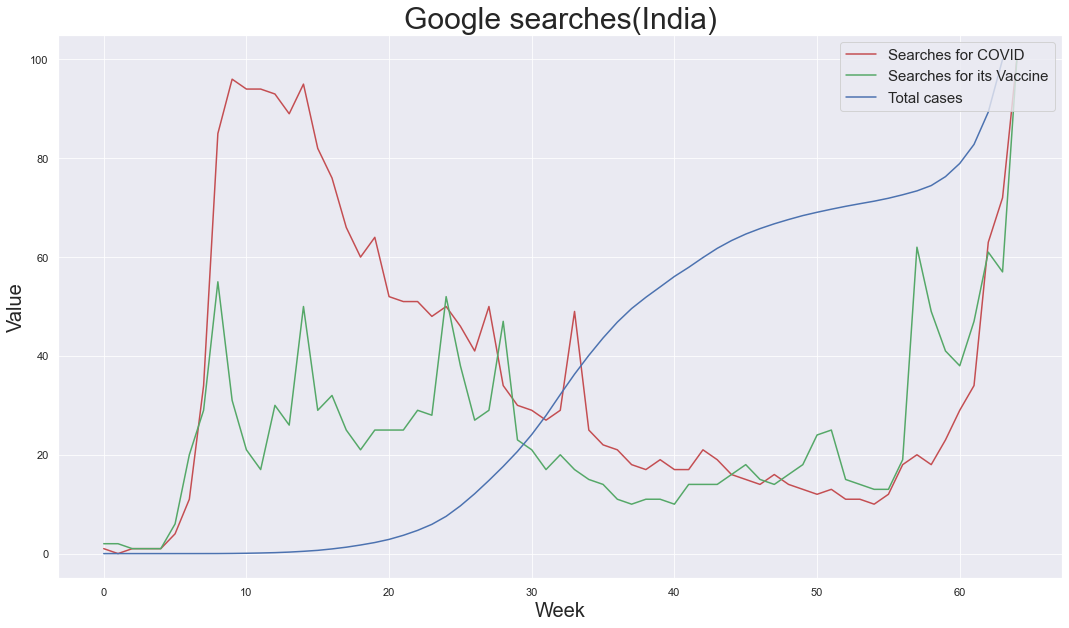 Google searches(India)
Searches for COVID
Searches for its Vaccine
Total cases
Value
100
80
60
40
20
0
0 10 20 30 40 50 60
Week